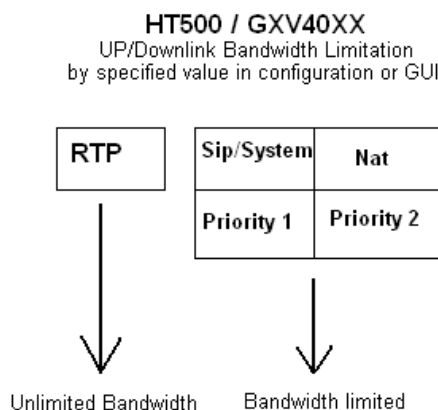 HT500 / GXV40XX
UP/Downlink Bandwidth Limitation
by specified value in configuration or GUI
RTP
Sip/System
Nat
Priority 1
Priority 2
Unlimited Bandwidth
Bandwidth limited